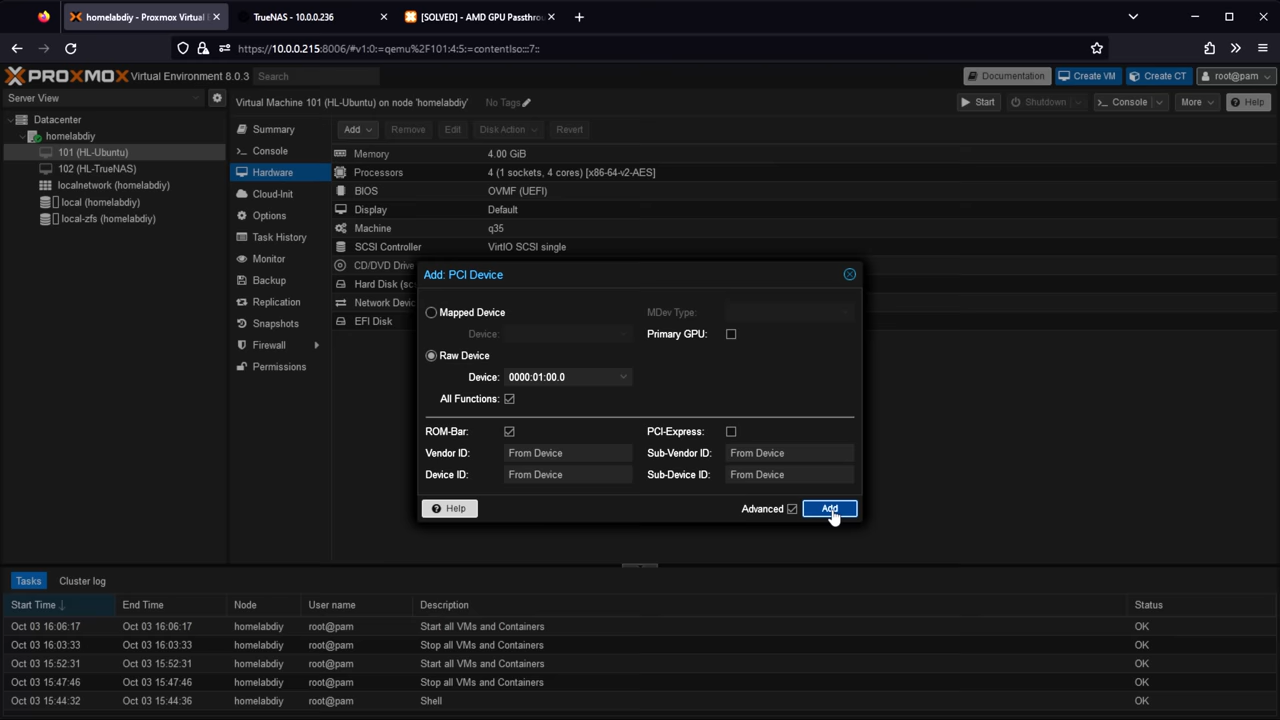 homelabdiy - Proxmox Virtual E
TrueNAS - 10.0.0.236
[SOLVED] - AMD GPU Passthrou
https://10.0.0.215:8006/#v1:0:=qemu%2F101:4:5:=contentIso:::7::
PROXMOX Virtual Environment 8.0.3
Search
Documentation
Create VM
Create CT
root@pam
Server View
Virtual Machine 101 (HL-Ubuntu) on node 'homelabdiy'
No Tags
Start
Shutdown
Console
More
Help
Datacenter
homelabdiy
101 (HL-Ubuntu)
102 (HL-TrueNAS)
localnetwork (homelabdiy)
local (homelabdiy)
local-zfs (homelabdiy)
Summary
Console
Hardware
Cloud-Init
Options
Task History
Monitor
Backup
Replication
Snapshots
Firewall
Permissions
Add
Remove
Edit
Disk Action
Revert
Memory 4.00 GiB
Processors 4 (1 sockets, 4 cores) [x86-64-v2-AES]
BIOS OVMF (UEFI)
Display Default
Machine q35
SCSI Controller VirtIO SCSI single
CD/DVD Drive
Hard Disk (sc
Network Devic
EFI Disk
Add: PCI Device
Mapped Device
MDev Type:
Device:
Primary GPU:
Raw Device
Device: 0000:01:00.0
All Functions:
ROM-Bar:
PCI-Express:
Vendor ID: From Device
Sub-Vendor ID: From Device
Device ID: From Device
Sub-Device ID: From Device
Help
Advanced
Add
Tasks
Cluster log
Start Time End Time Node User name Description Status
Oct 03 16:06:17 Oct 03 16:06:17 homelabdiy root@pam Start all VMs and Containers OK
Oct 03 16:03:33 Oct 03 16:03:33 homelabdiy root@pam Stop all VMs and Containers OK
Oct 03 15:52:31 Oct 03 15:52:31 homelabdiy root@pam Start all VMs and Containers OK
Oct 03 15:47:46 Oct 03 15:47:46 homelabdiy root@pam Stop all VMs and Containers OK
Oct 03 15:44:32 Oct 03 15:44:36 homelabdiy root@pam Shell OK